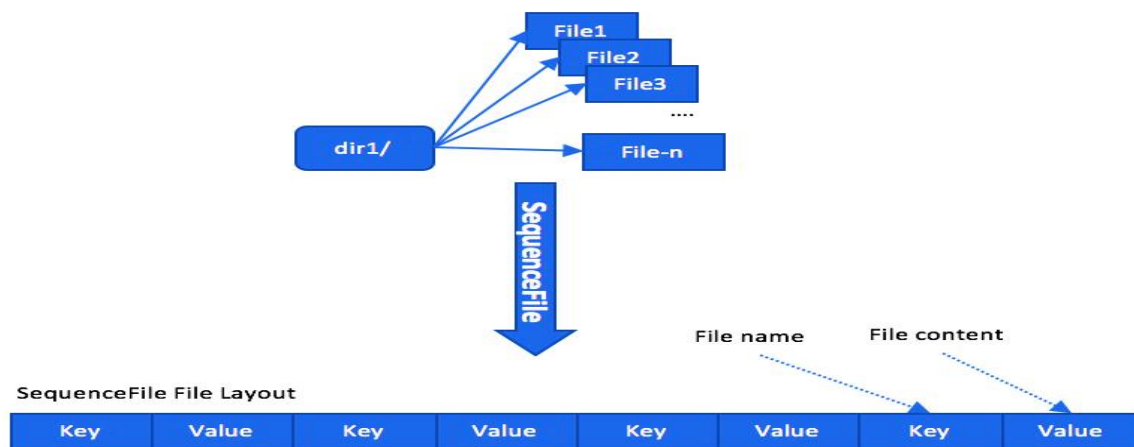 File1
File2
File3
....
dir1/
File-n
SequenceFile
File name
File content
SequenceFile File Layout
Key Value Key Value Key Value Key Value